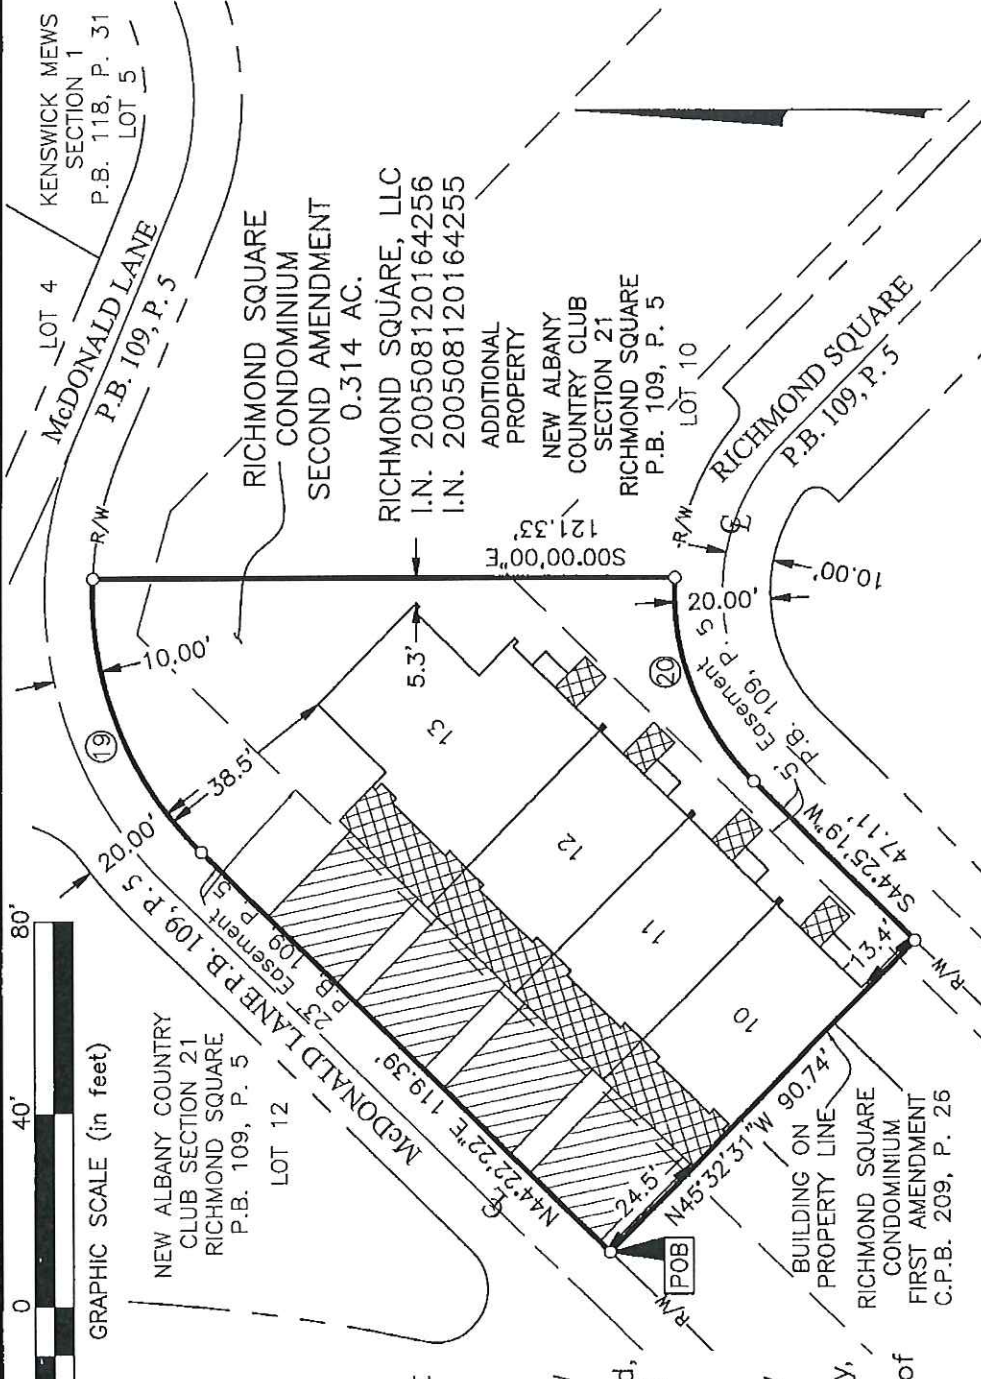 0
40'
80'
GRAPHIC SCALE (in feet)
NEW ALBANY COUNTRY
CLUB SECTION 21
RICHMOND SQUARE
P.B. 109, P. 5
LOT 12
KENSWICK MEWS
SECTION 1
P.B. 118, P. 31
LOT 5
LOT 4
McDONALD LANE
P.B. 109, P. 5
R/W
RICHMOND SQUARE
CONDOMINIUM
SECOND AMENDMENT
0.314 AC.
RICHMOND SQUARE, LLC
I.N. 200508120164256
I.N. 200508120164255
ADDITIONAL
PROPERTY
NEW ALBANY
COUNTRY CLUB
SECTION 21
RICHMOND SQUARE
P.B. 109, P. 5
LOT 10
S00°00'00"E
121.33'
R/W
RICHMOND SQUARE
P.B. 109, P. 5
℄
10.00'
20.00'
20
5' Easement
P.B. 109, P. 5
S44°25'19"W
47.11'
19
10.00'
20.00'
38.5'
5.3'
McDONALD LANE P.B. 109, P. 5
23' Easement
P.B. 109, P. 5
N44°22'22"E 119.39'
℄
13
12
11
10
24.5'
13.4'
N45°32'31"W 90.74'
POB
R/W
R/W
BUILDING ON
PROPERTY LINE
RICHMOND SQUARE
CONDOMINIUM
FIRST AMENDMENT
C.P.B. 209, P. 26
d,
y,
of